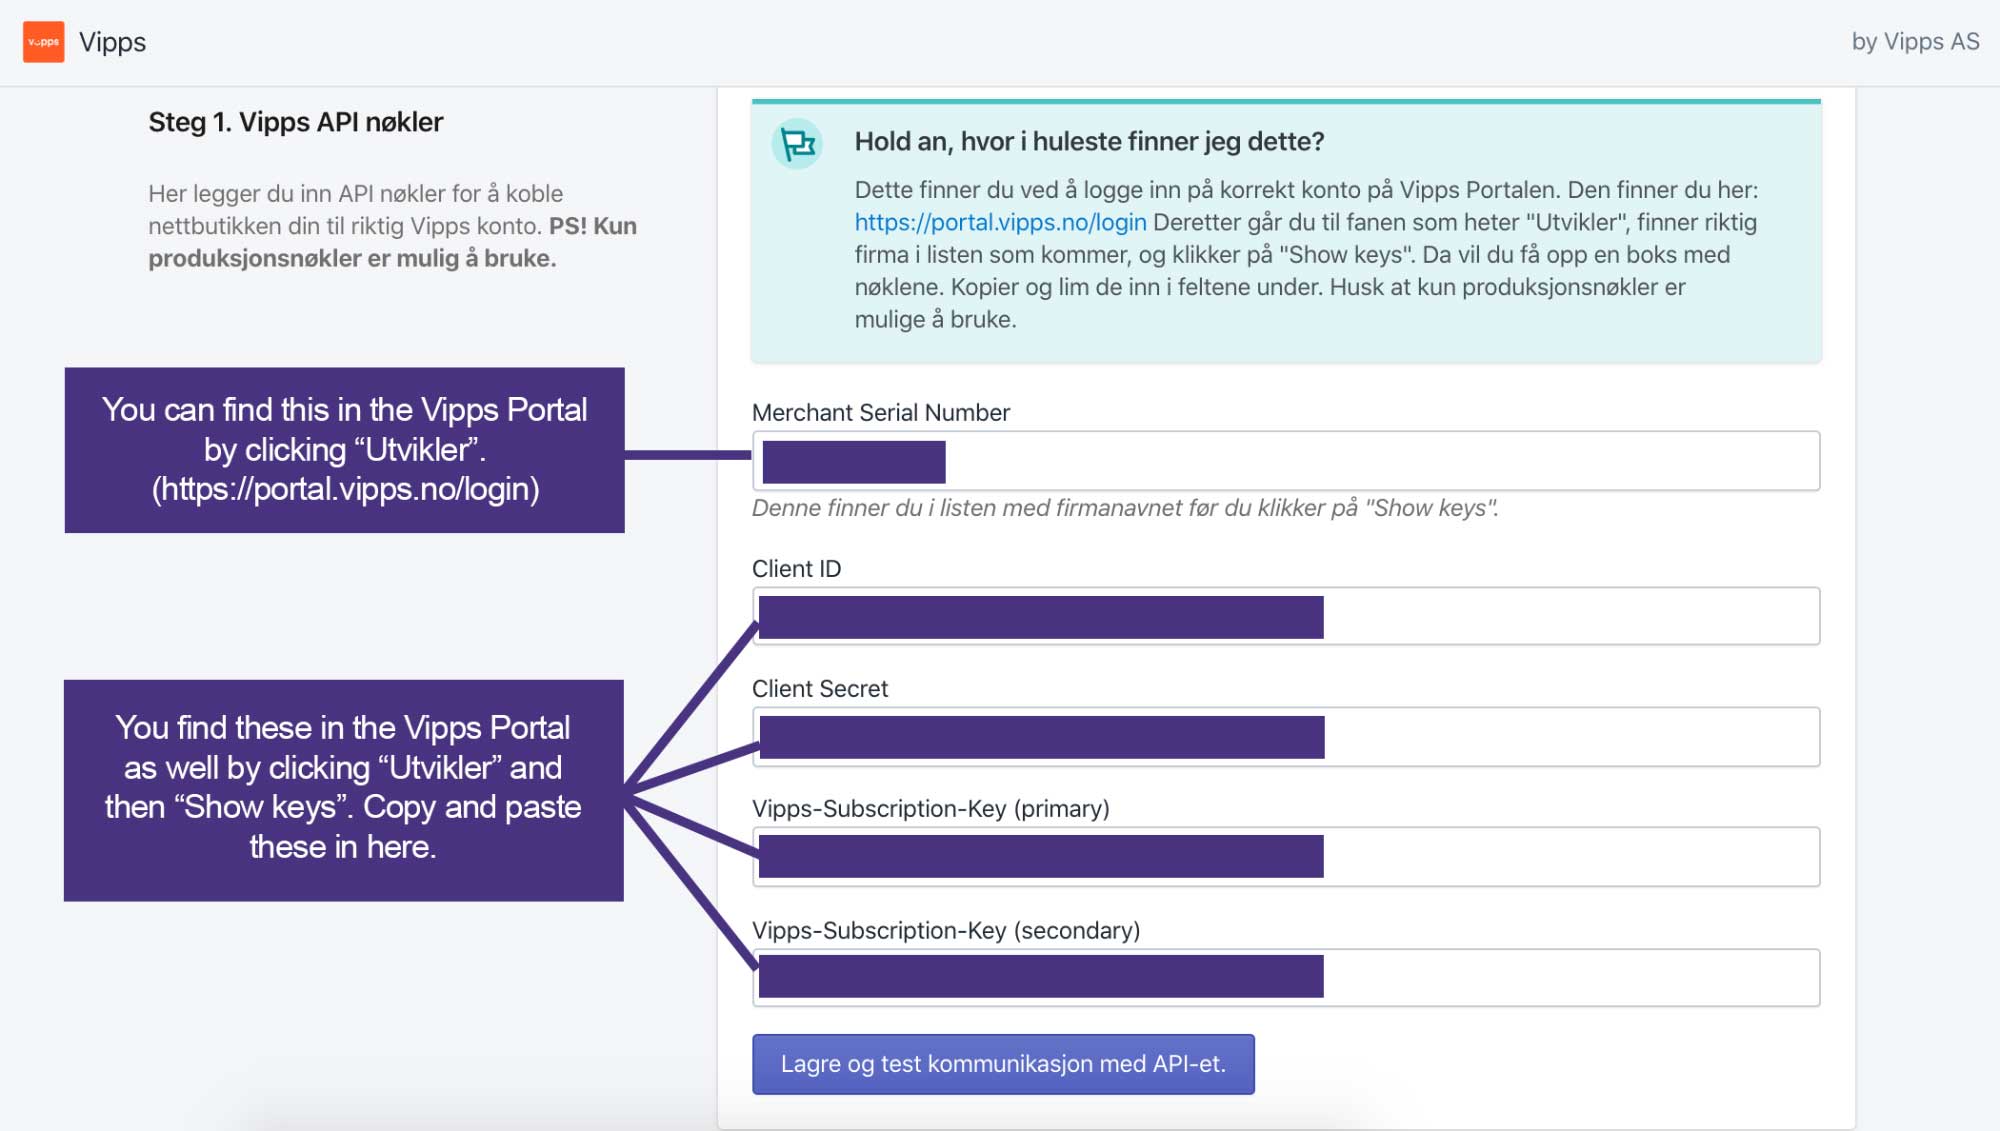 vipps
Vipps
by Vipps AS
Steg 1. Vipps API nøkler
Her legger du inn API nøkler for å koble
nettbutikken din til riktig Vipps konto. PS! Kun
produksjonsnøkler er mulig å bruke.
Hold an, hvor i huleste finner jeg dette?
Dette finner du ved å logge inn på korrekt konto på Vipps Portalen. Den finner du her:
https://portal.vipps.no/login Deretter går du til fanen som heter "Utvikler", finner riktig
firma i listen som kommer, og klikker på "Show keys". Da vil du få opp en boks med
nøklene. Kopier og lim de inn i feltene under. Husk at kun produksjonsnøkler er
mulige å bruke.
You can find this in the Vipps Portal
by clicking “Utvikler”.
(https://portal.vipps.no/login)
Merchant Serial Number
Denne finner du i listen med firmanavnet før du klikker på "Show keys".
Client ID
Client Secret
You find these in the Vipps Portal
as well by clicking “Utvikler” and
then “Show keys”. Copy and paste
these in here.
Vipps-Subscription-Key (primary)
Vipps-Subscription-Key (secondary)
Lagre og test kommunikasjon med API-et.